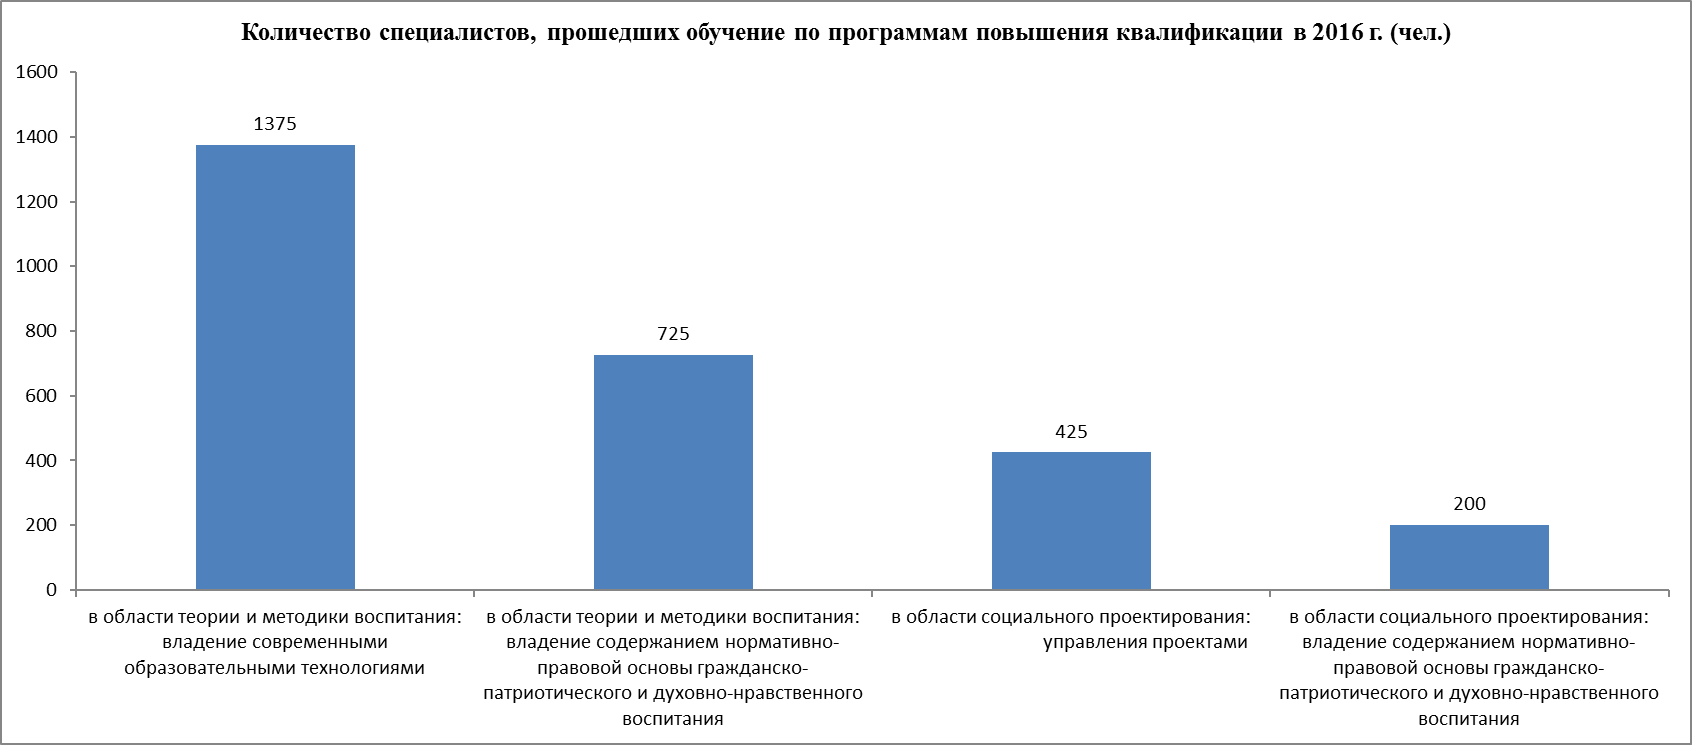 Количество специалистов, прошедших обучение по программам повышения квалификации в 2016 г. (чел.)
1600
1400
1200
1000
800
600
400
200
0
1375
725
425
200
в области теории и методики воспитания:
владение современными
образовательными технологиями
в области теории и методики воспитания:
владение содержанием нормативно-
правовой основы гражданско-
патриотического и духовно-нравственного
воспитания
в области социального проектирования:
управления проектами
в области социального проектирования:
владение содержанием нормативно-
правовой основы гражданско-
патриотического и духовно-нравственного
воспитания